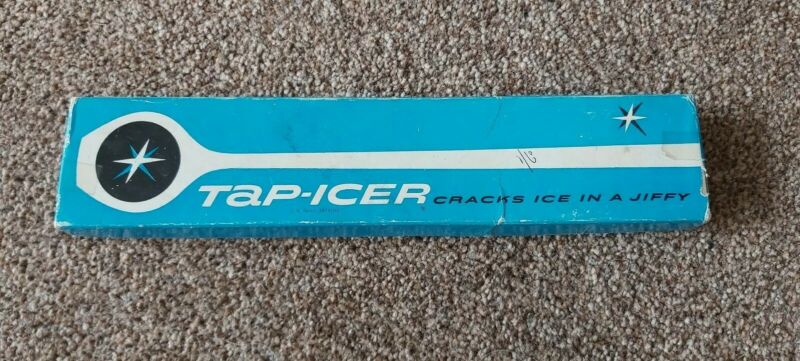 TaP-ICER CRACKS ICE IN A JIFFY